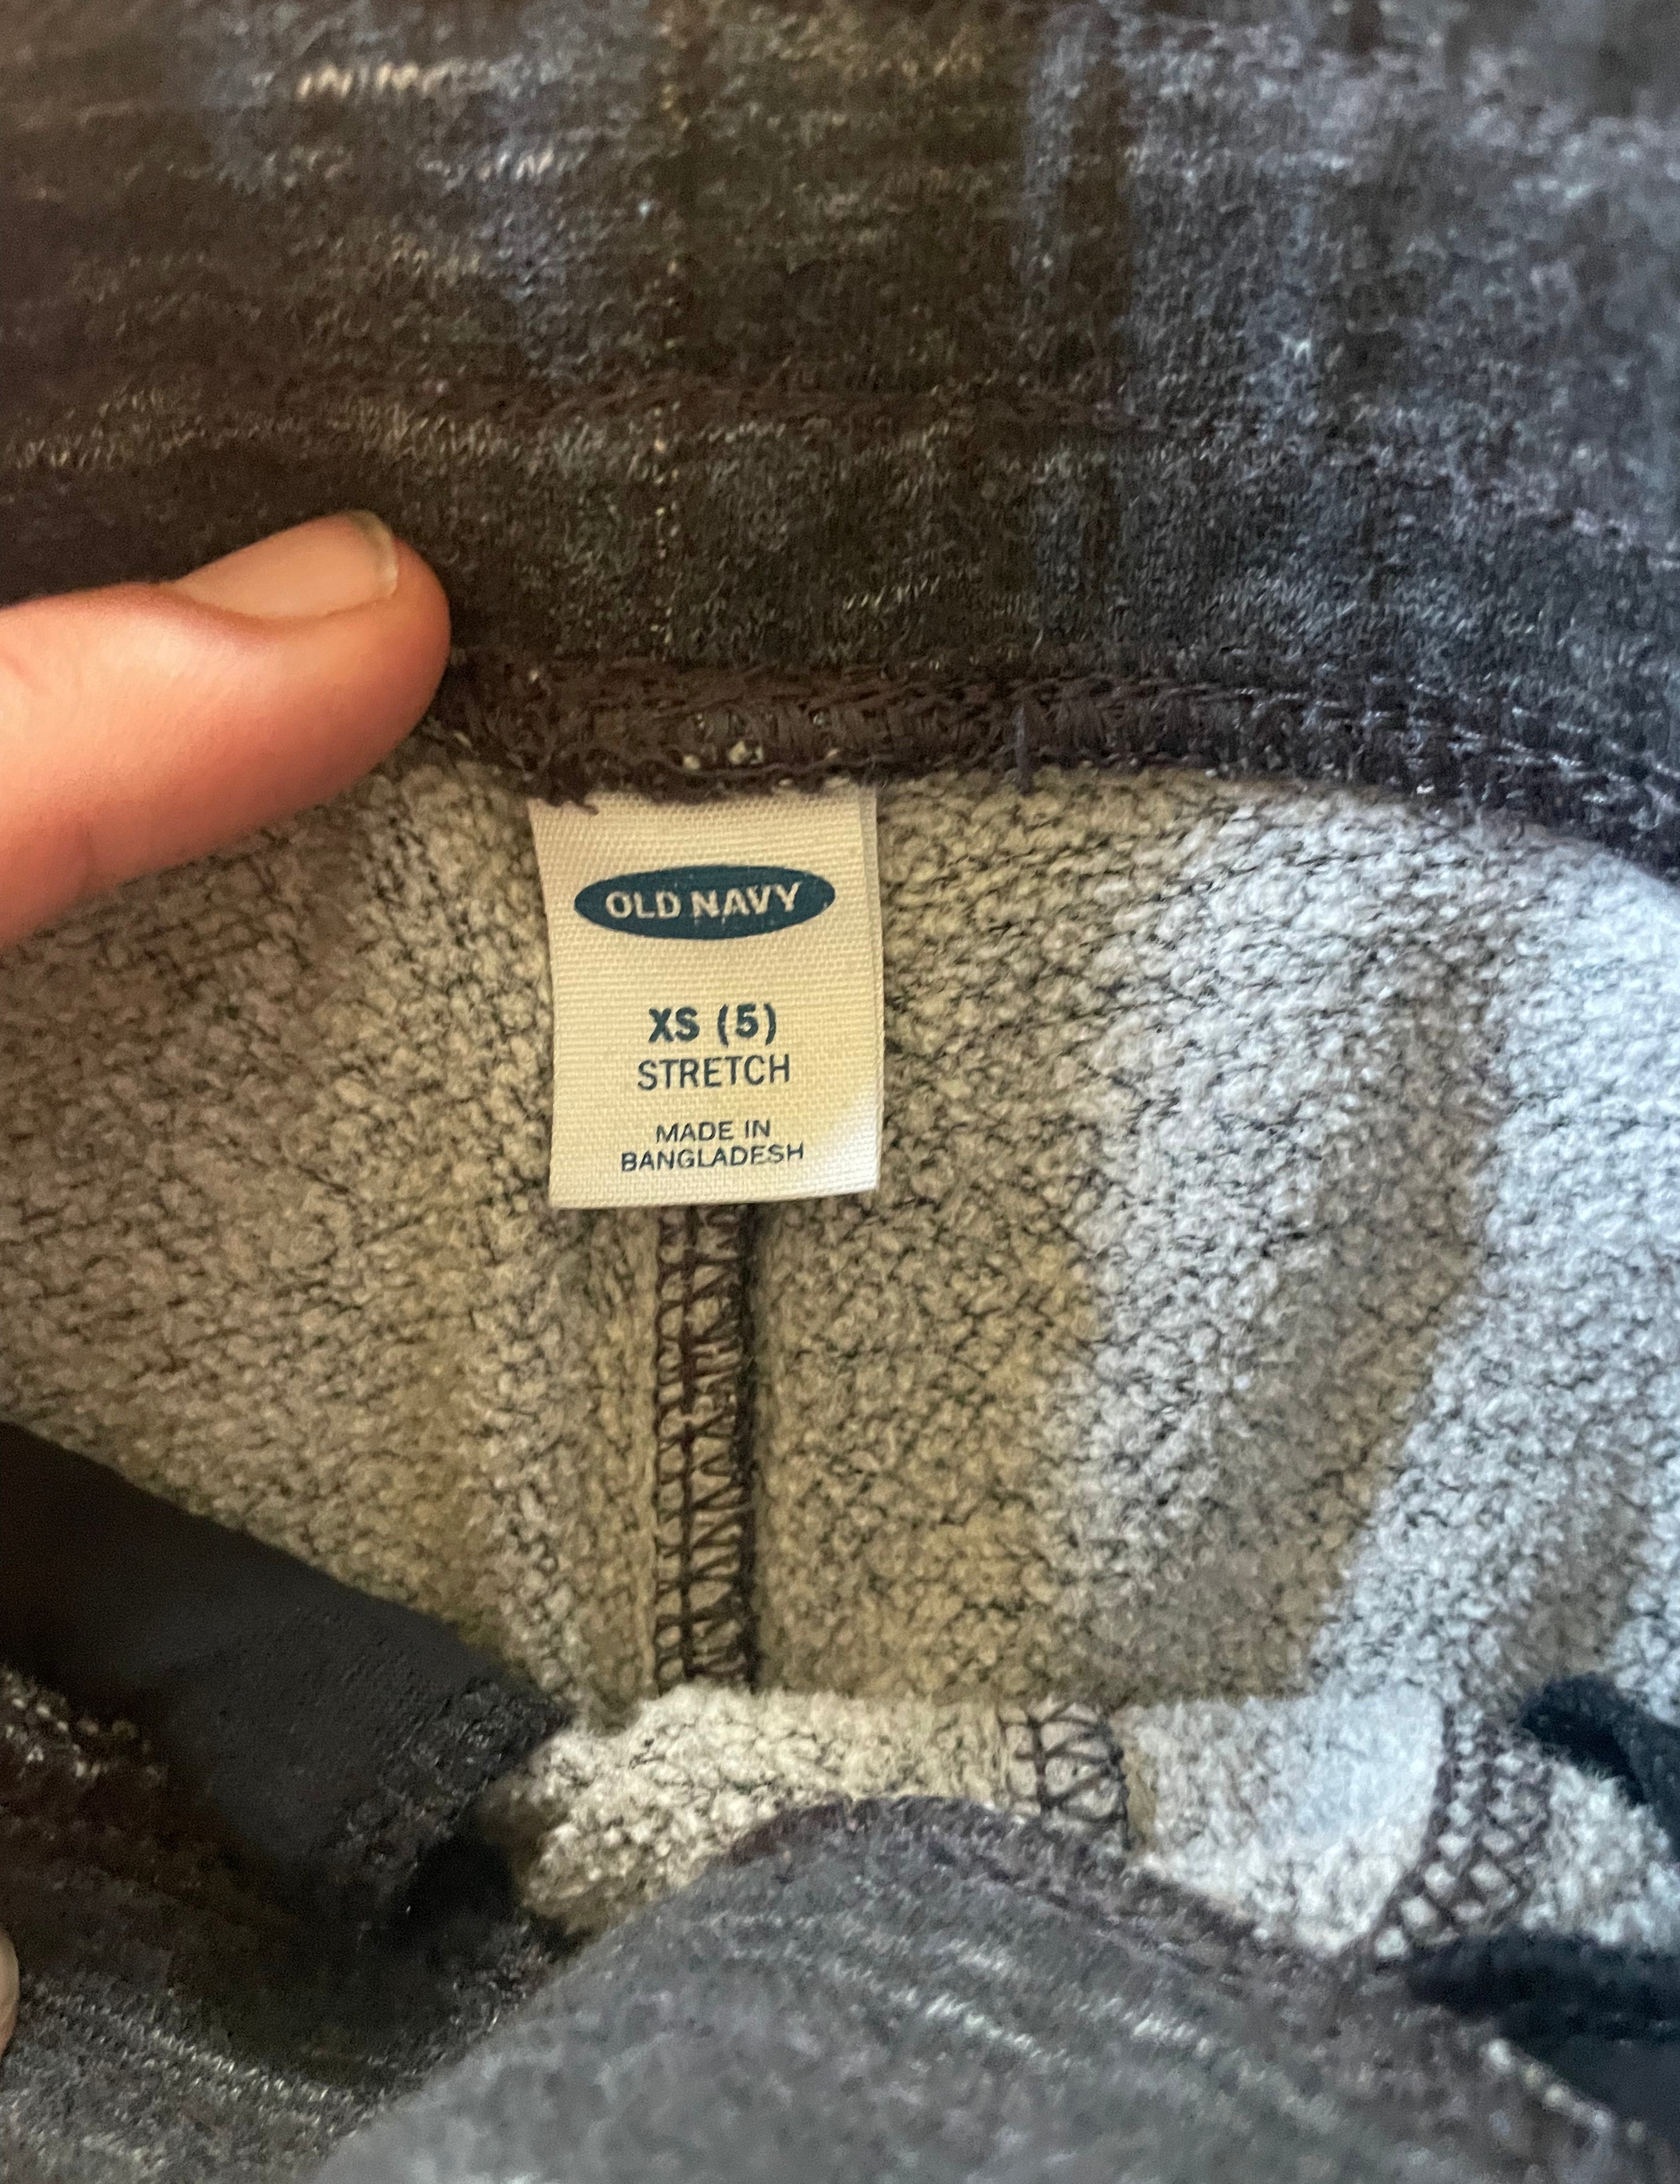 OLD NAVY
XS (5)
STRETCH
MADE IN
BANGLADESH